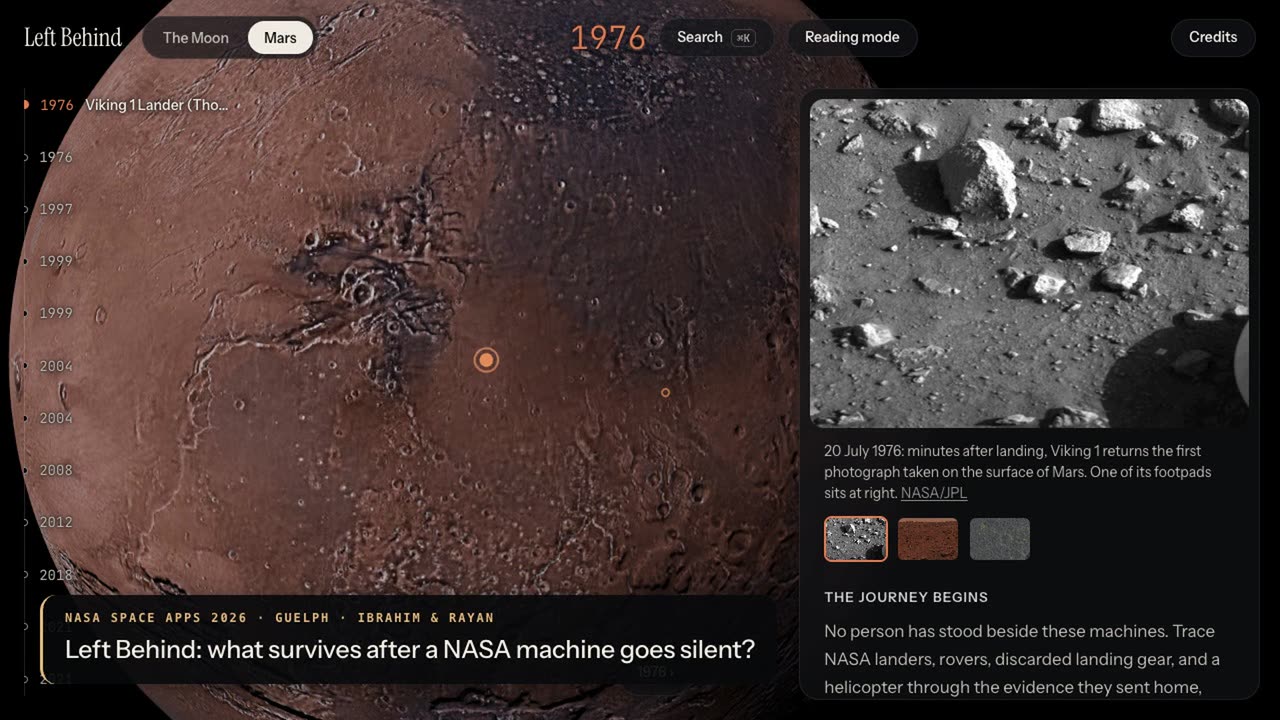 Left Behind
The Moon
Mars
1976
Search ⌘K
Reading mode
Credits
1976 Viking 1 Lander (Tho...
1976
1997
1999
1999
2004
2004
2008
2012
2018
2021
2021
NASA SPACE APPS 2026 · GUELPH · IBRAHIM & RAYAN
Left Behind: what survives after a NASA machine goes silent?
1976 ›
20 July 1976: minutes after landing, Viking 1 returns the first
photograph taken on the surface of Mars. One of its footpads
sits at right. NASA/JPL
THE JOURNEY BEGINS
No person has stood beside these machines. Trace
NASA landers, rovers, discarded landing gear, and a
helicopter through the evidence they sent home,